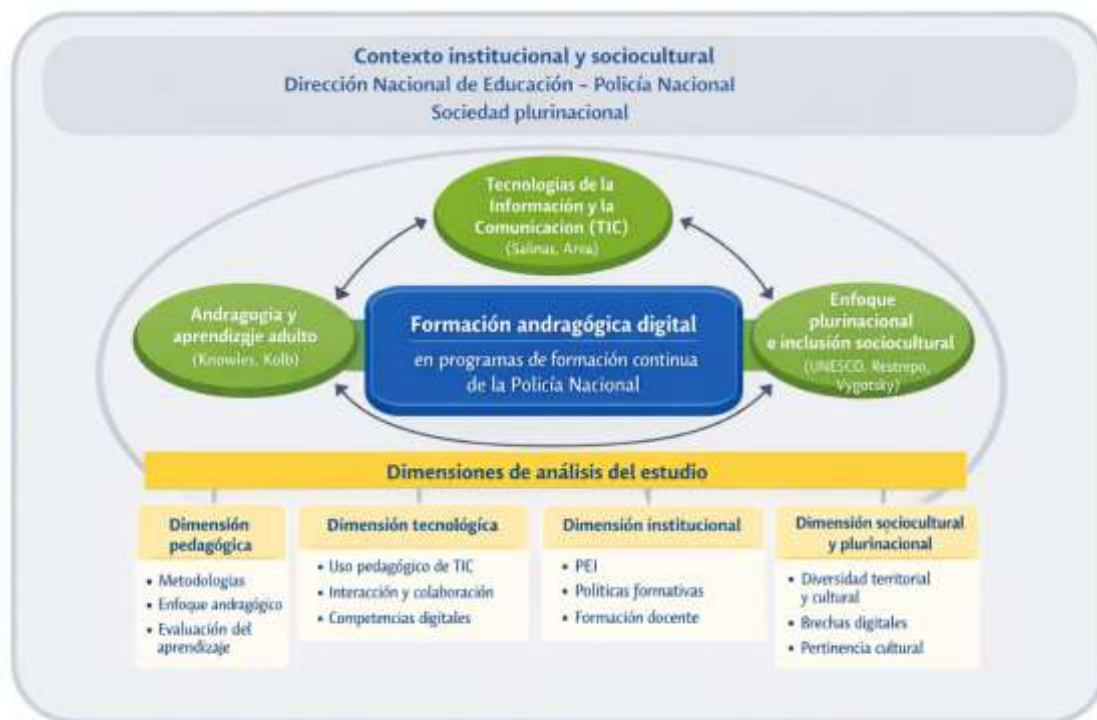 Contexto institucional y sociocultural
Dirección Nacional de Educación – Policía Nacional
Sociedad plurinacional
Tecnologías de la
Información y la
Comunicacion (TIC)
(Salinas, Area)
Andragogia y
aprendizgje adulto
(Knowles, Kolb)
Formación andragógica digital
en programas de formación continua
de la Policía Nacional
Enfoque
plurinacional
e inclusión sociocultural
(UNESCO, Restrepo,
Vygotsky)
Dimensiones de análisis del estudio
Dimensión
pedagógica
• Metodologias
• Enfoque andragógico
• Evaluación del
aprendizaje
Dimensión tecnológica
• Uso pedagógico de TIC
• Interacción y colaboración
• Competencias digitales
Dimensión institucional
• PEI
• Políticas formativas
• Formación docente
Dimensión sociocultural
y plurinacional
• Diversidad territorial
y cultural
• Brechas digitales
• Pertinencia cultural